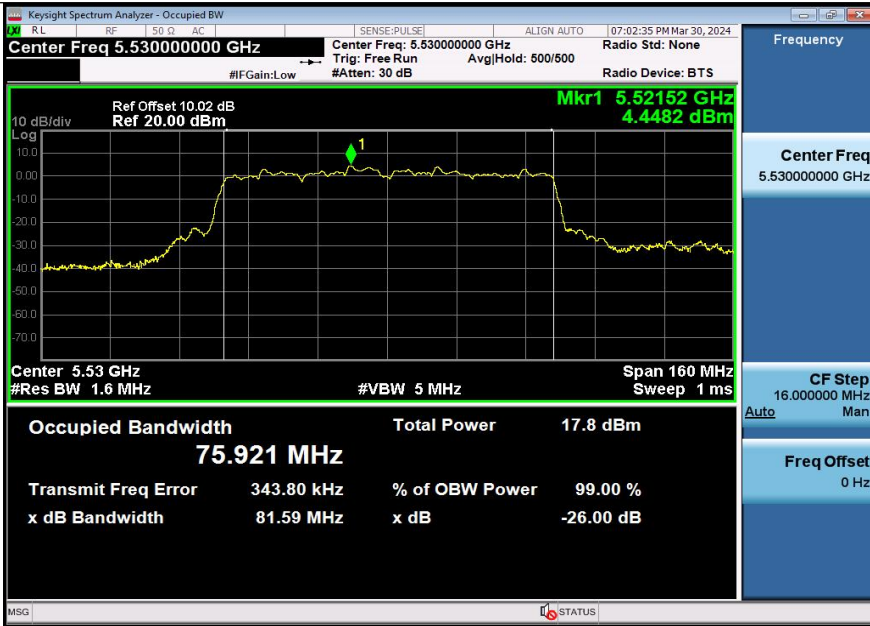 Keysight Spectrum Analyzer - Occupied BW
LXI RL RF 50 Ω AC SENSE:PULSE ALIGN AUTO 07:02:35 PM Mar 30, 2024
Center Freq 5.530000000 GHz
Center Freq: 5.530000000 GHz Radio Std: None
Trig: Free Run Avg|Hold: 500/500
#IFGain:Low #Atten: 30 dB Radio Device: BTS
Frequency
Ref Offset 10.02 dB Mkr1 5.52152 GHz
10 dB/div Ref 20.00 dBm 4.4482 dBm
Log
1
10.0
0.00
-10.0
-20.0
-30.0
-40.0
-50.0
-60.0
-70.0
Center 5.53 GHz Span 160 MHz
#Res BW 1.6 MHz #VBW 5 MHz Sweep 1 ms
Center Freq
5.530000000 GHz
CF Step
16.000000 MHz
Auto Man
Freq Offset
0 Hz
Occupied Bandwidth Total Power 17.8 dBm
75.921 MHz
Transmit Freq Error 343.80 kHz % of OBW Power 99.00 %
x dB Bandwidth 81.59 MHz x dB -26.00 dB
MSG STATUS